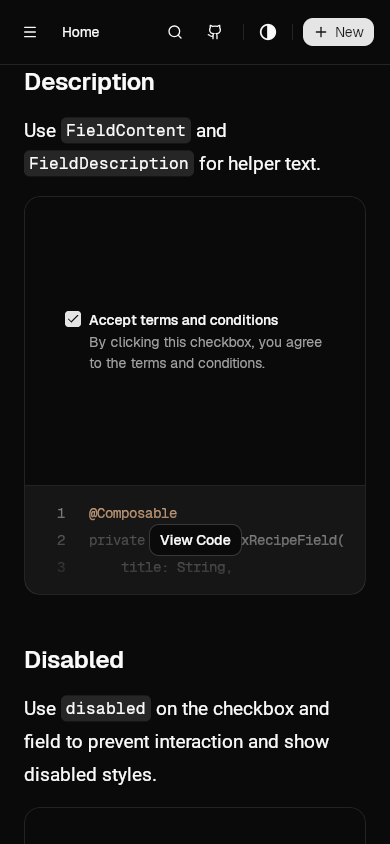 Home
New
Description
Use FieldContent and
FieldDescription for helper text.
Accept terms and conditions
By clicking this checkbox, you agree
to the terms and conditions.
1 @Composable
2 private xRecipeField(
View Code
3 title: String,
Disabled
Use disabled on the checkbox and
field to prevent interaction and show
disabled styles.